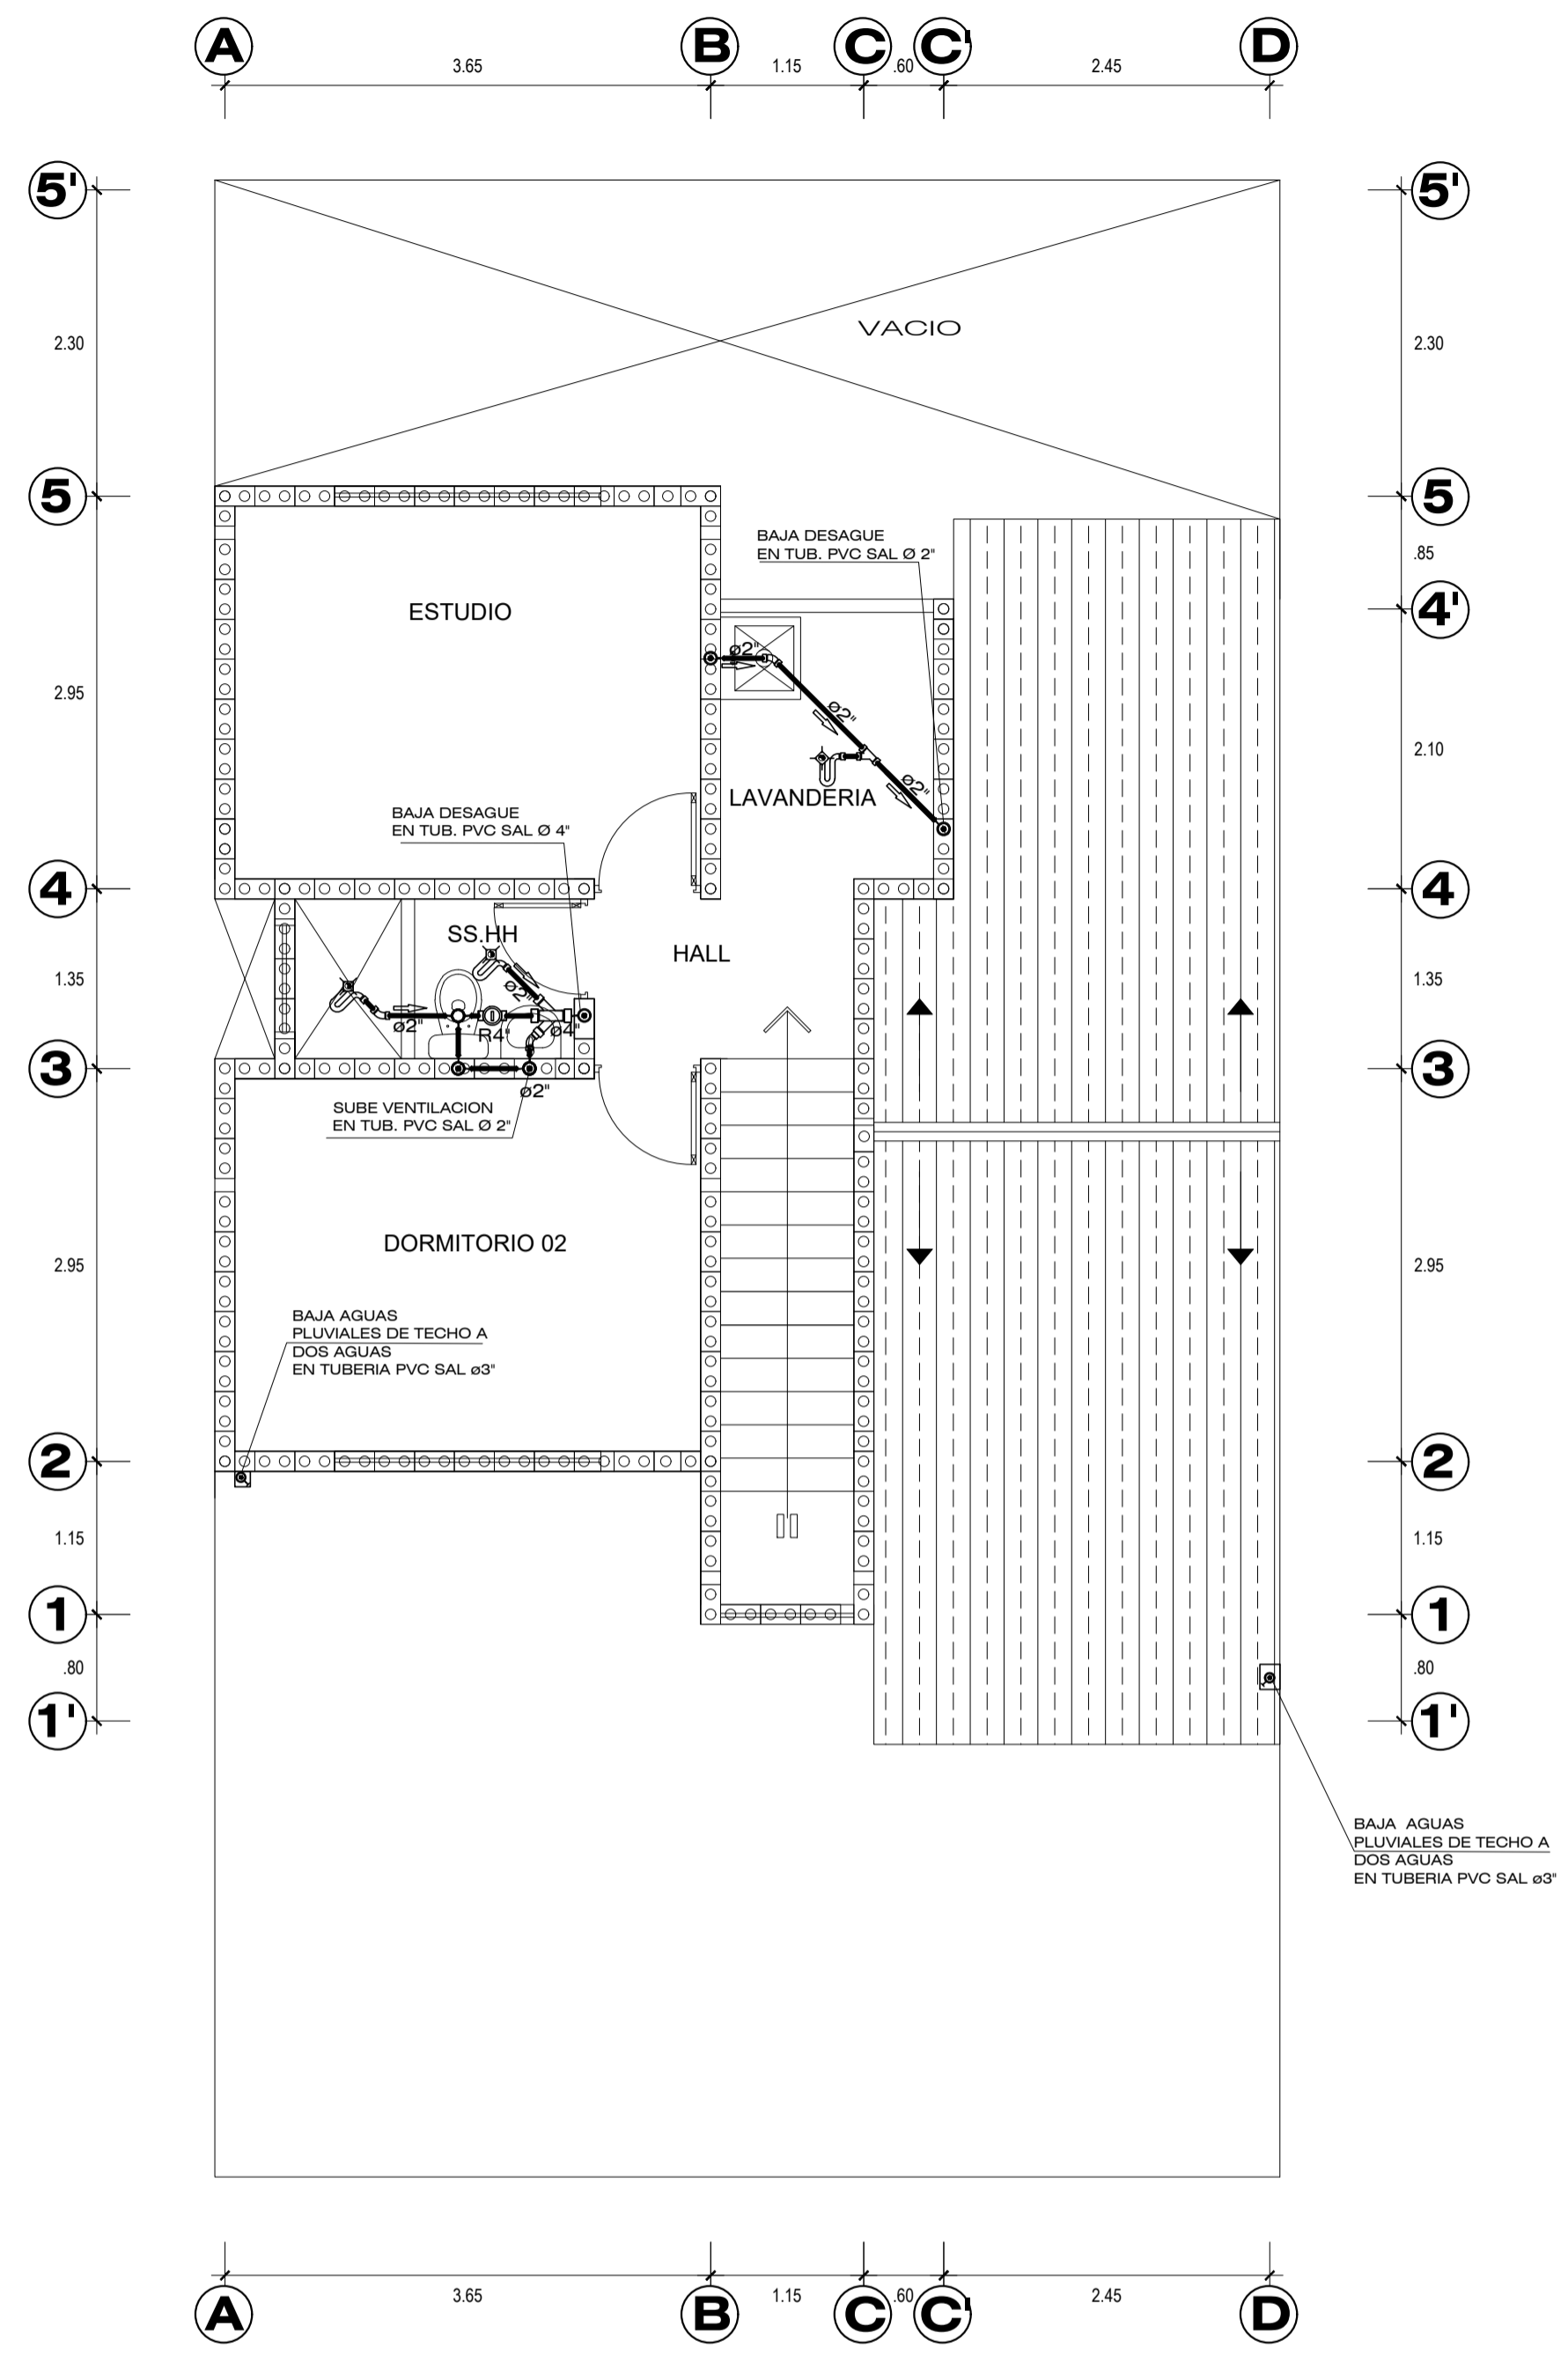 A B C C' D
3.65 1.15 .60 2.45
5' 5'
2.30 2.30
VACIO
5 5
BAJA DESAGUE
EN TUB. PVC SAL Ø 2"
.85
ESTUDIO
4'
ø2"
2.95
Ø2"
2.10
Ø2"
LAVANDERIA
BAJA DESAGUE
EN TUB. PVC SAL Ø 4"
4 4
SS.HH
HALL
1.35 1.35
Ø2"
ø2"
R4"
ø4"
3 3
ø2"
SUBE VENTILACION
EN TUB. PVC SAL Ø 2"
DORMITORIO 02
2.95 2.95
BAJA AGUAS
PLUVIALES DE TECHO A
DOS AGUAS
EN TUBERIA PVC SAL ø3"
2 2
1.15 1.15
1 1
.80 .80
1' 1'
BAJA AGUAS
PLUVIALES DE TECHO A
DOS AGUAS
EN TUBERIA PVC SAL ø3"
3.65 1.15 .60 2.45
A B C C' D